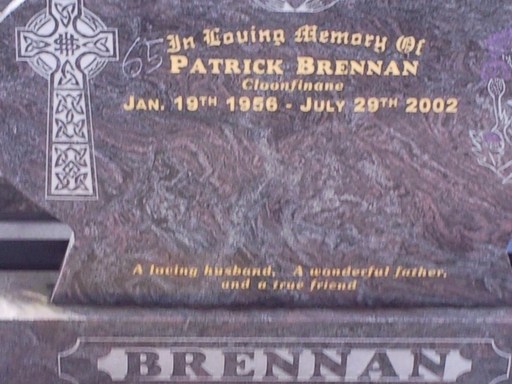 65
In Loving Memory Of
PATRICK BRENNAN
Cloonfinane
JAN. 19TH 1956 - JULY 29TH 2002
A loving husband, A wonderful father,
and a true friend
BRENNAN